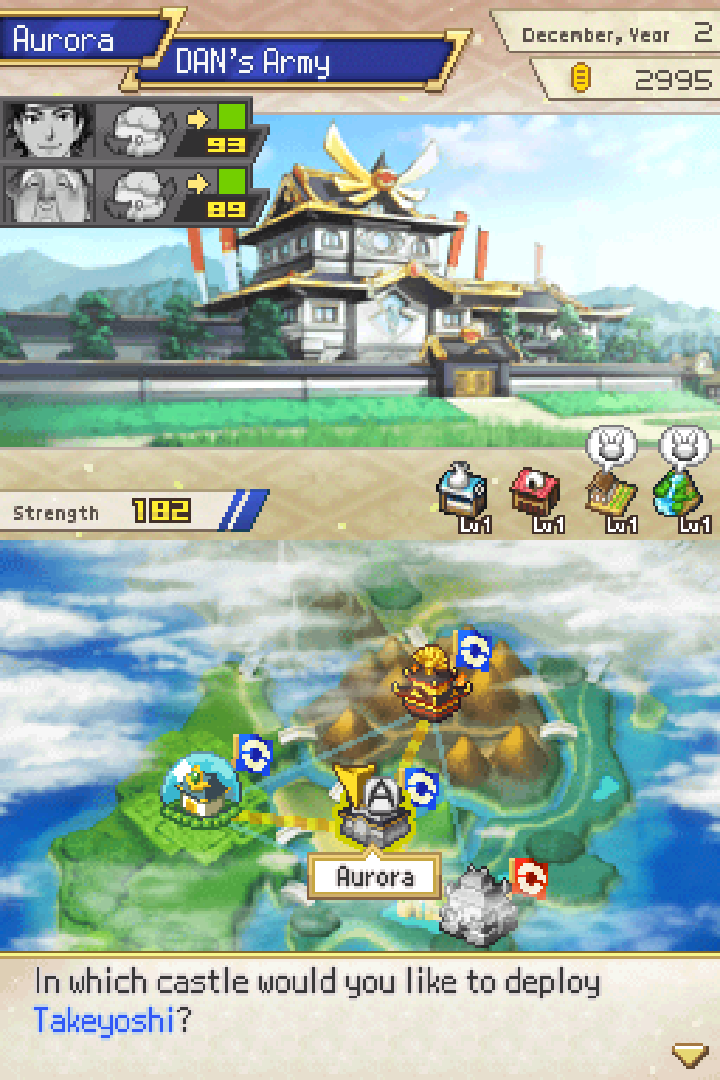 Aurora
DAN's Army
December, Year 2
2995
93
89
Strength 182
Lv1 Lv1 Lv1 Lv1
A
Aurora
In which castle would you like to deploy
Takeyoshi?